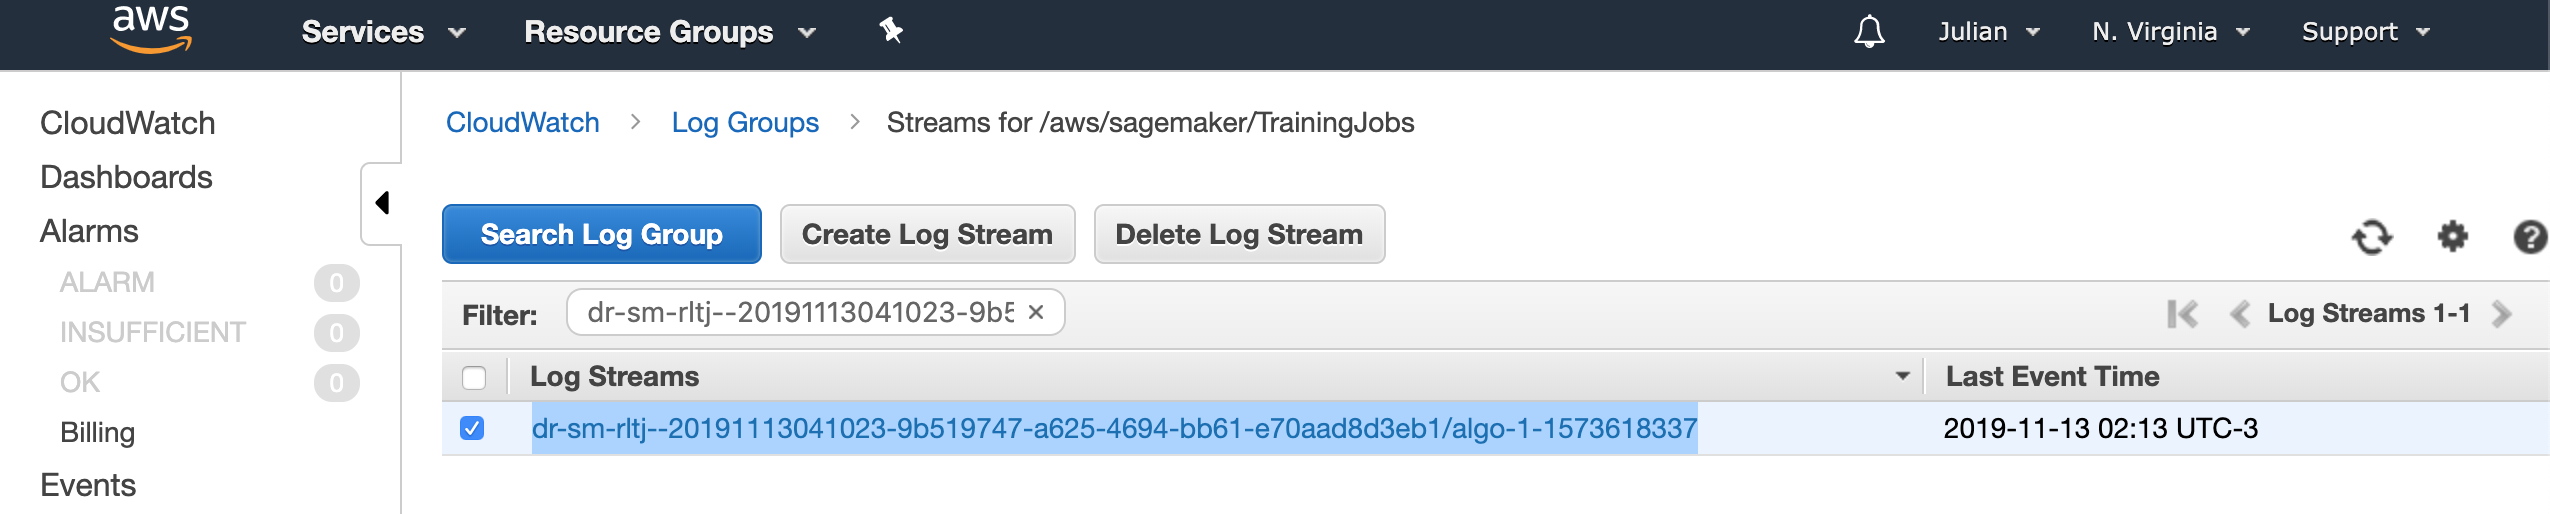 aws Services Resource Groups Julian N. Virginia Support
CloudWatch
Dashboards
Alarms
ALARM 0
INSUFFICIENT 0
OK 0
Billing
Events
CloudWatch > Log Groups > Streams for /aws/sagemaker/TrainingJobs
Search Log Group Create Log Stream Delete Log Stream
Filter: dr-sm-rltj--20191113041023-9b5 × Log Streams 1-1
Log Streams Last Event Time
dr-sm-rltj--20191113041023-9b519747-a625-4694-bb61-e70aad8d3eb1/algo-1-1573618337 2019-11-13 02:13 UTC-3